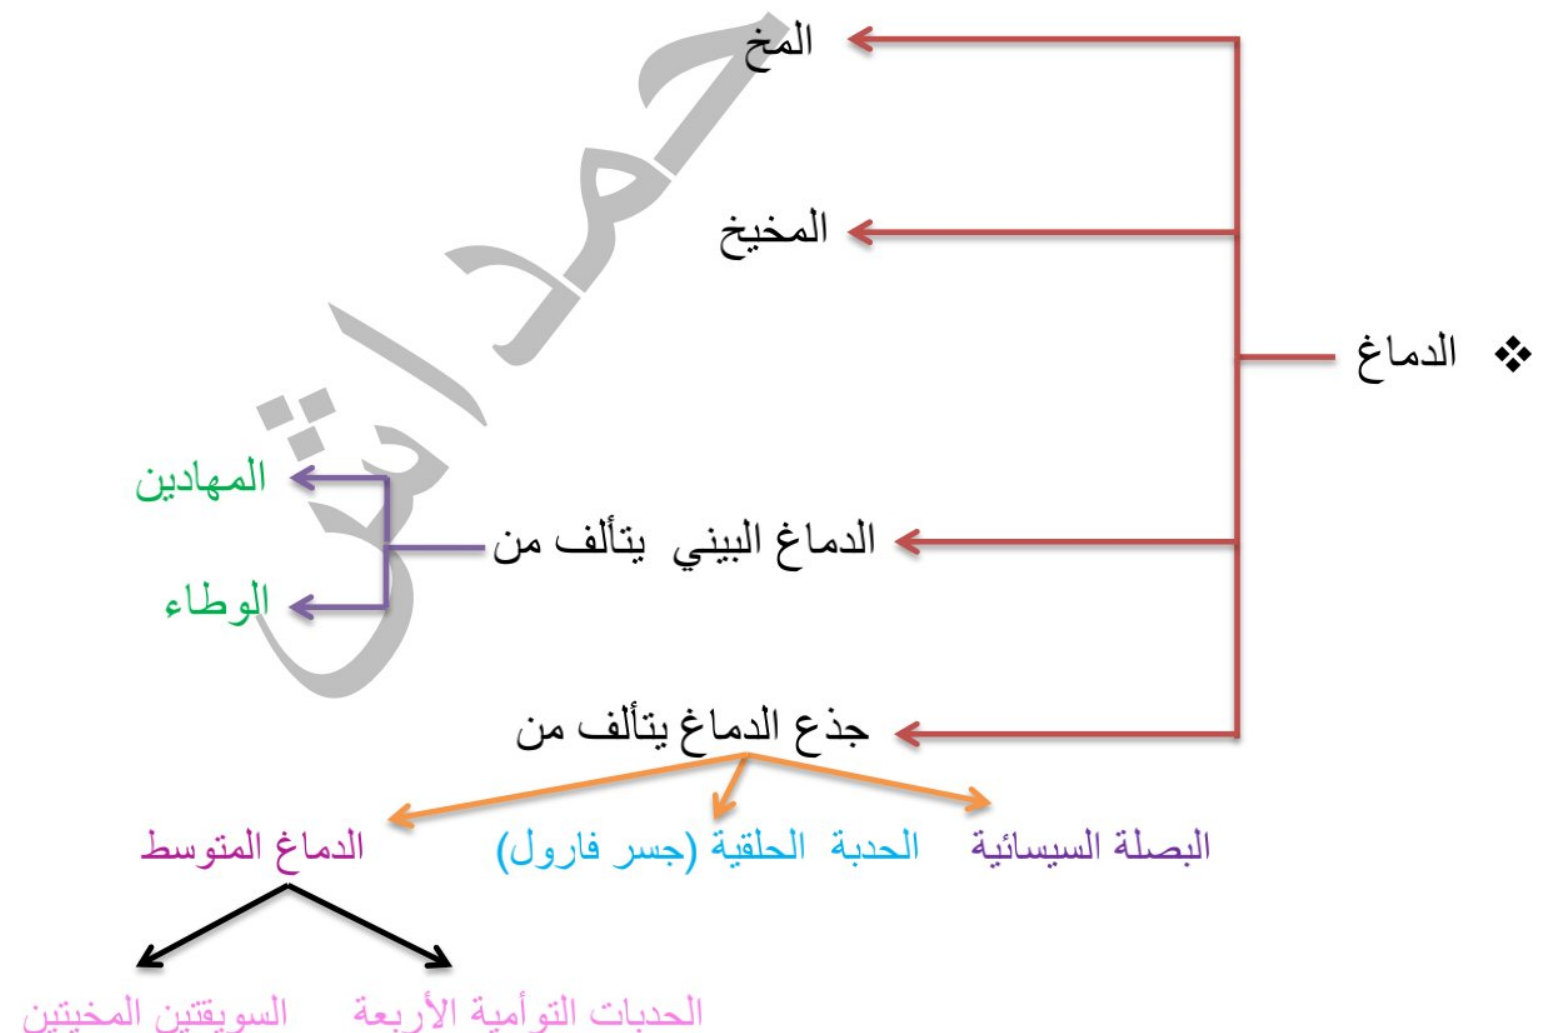 المخ
المخيخ
❖ الدماغ
المهادين
الدماغ البيني يتألف من
الوطاء
جذع الدماغ يتألف من
البصلة السيسائية الحدبة الحلقية (جسر فارول) الدماغ المتوسط
الحدبات التوأمية الأربعة السويقتين المخيتين